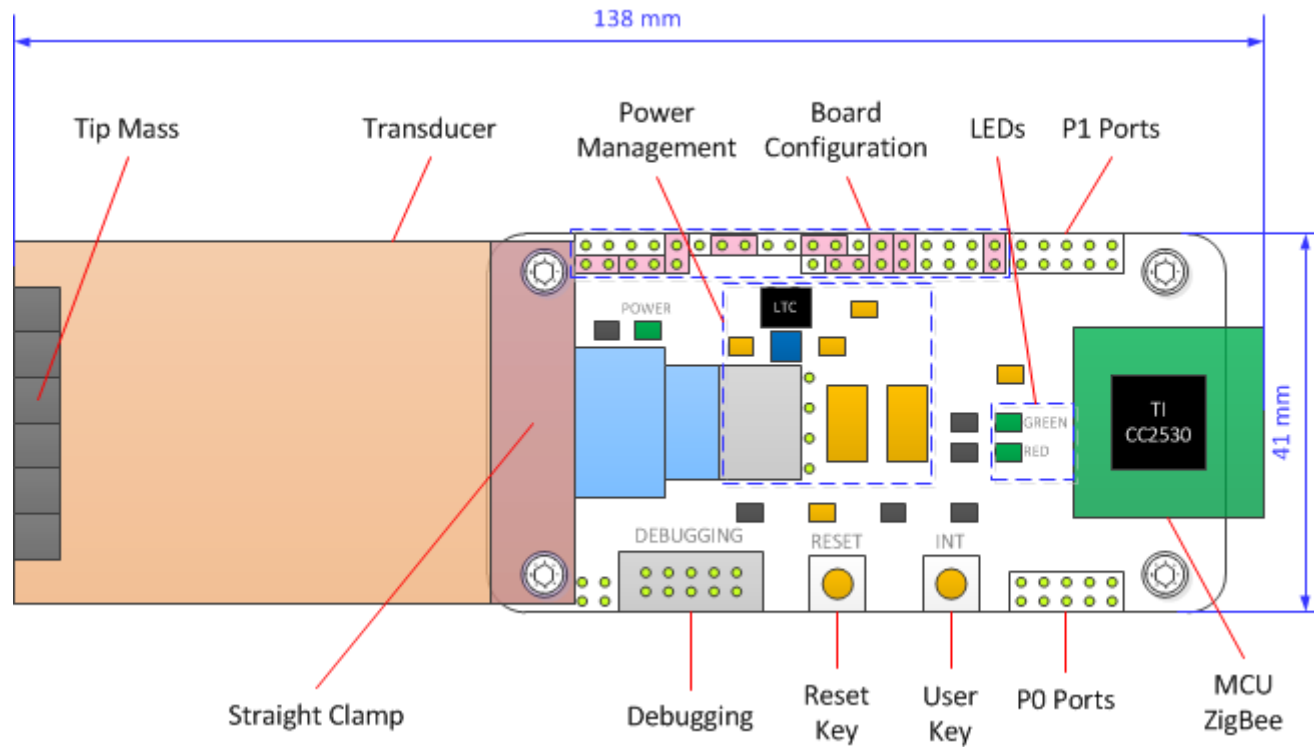 138 mm
Tip Mass
Transducer
Power
Management
Board
Configuration
LEDs
P1 Ports
POWER
LTC
GREEN
RED
TI
CC2530
41 mm
DEBUGGING
RESET
INT
Straight Clamp
Debugging
Reset
Key
User
Key
P0 Ports
MCU
ZigBee